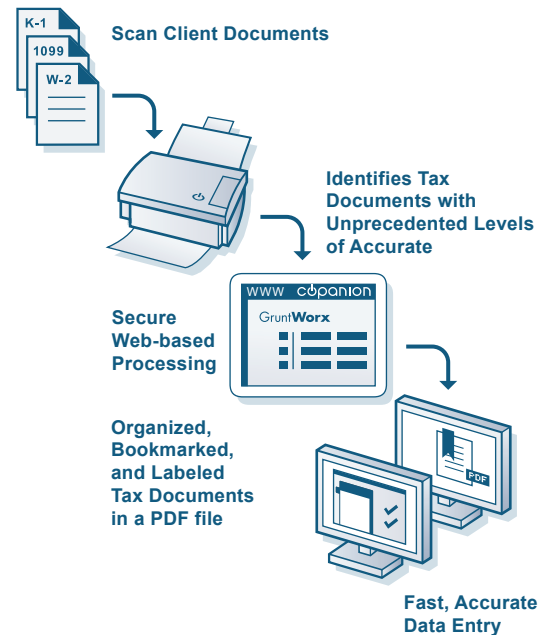 K-1
1099
W-2
Scan Client Documents
Identifies Tax
Documents with
Unprecedented Levels
of Accurate
www copanion
GruntWorx
Secure
Web-based
Processing
Organized,
Bookmarked,
and Labeled
Tax Documents
in a PDF file
PDF
Fast, Accurate
Data Entry